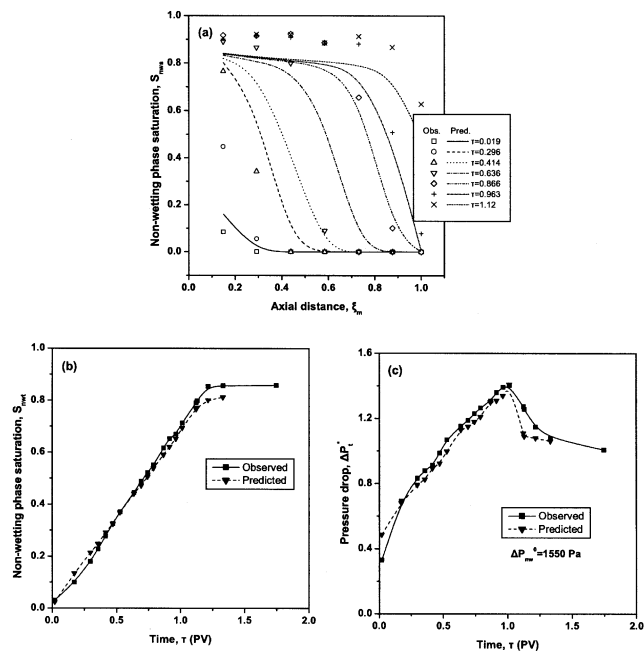 (a)
Non-wetting phase saturation, S_nws
1.0
0.8
0.6
0.4
0.2
0.0
0.0 0.2 0.4 0.6 0.8 1.0
Axial distance, ξ_m
Obs. Pred.
τ=0.019
τ=0.296
τ=0.414
τ=0.636
τ=0.866
τ=0.963
τ=1.12
(b)
Non-wetting phase saturation, S_nwt
1.0
0.8
0.6
0.4
0.2
0.0
0.0 0.5 1.0 1.5 2.0
Time, τ (PV)
Observed
Predicted
(c)
Pressure drop, ΔP_t^*
1.8
1.4
1.0
0.6
0.4
0.0
0.0 0.5 1.0 1.5 2.0
Time, τ (PV)
Observed
Predicted
ΔP_nw^o=1550 Pa